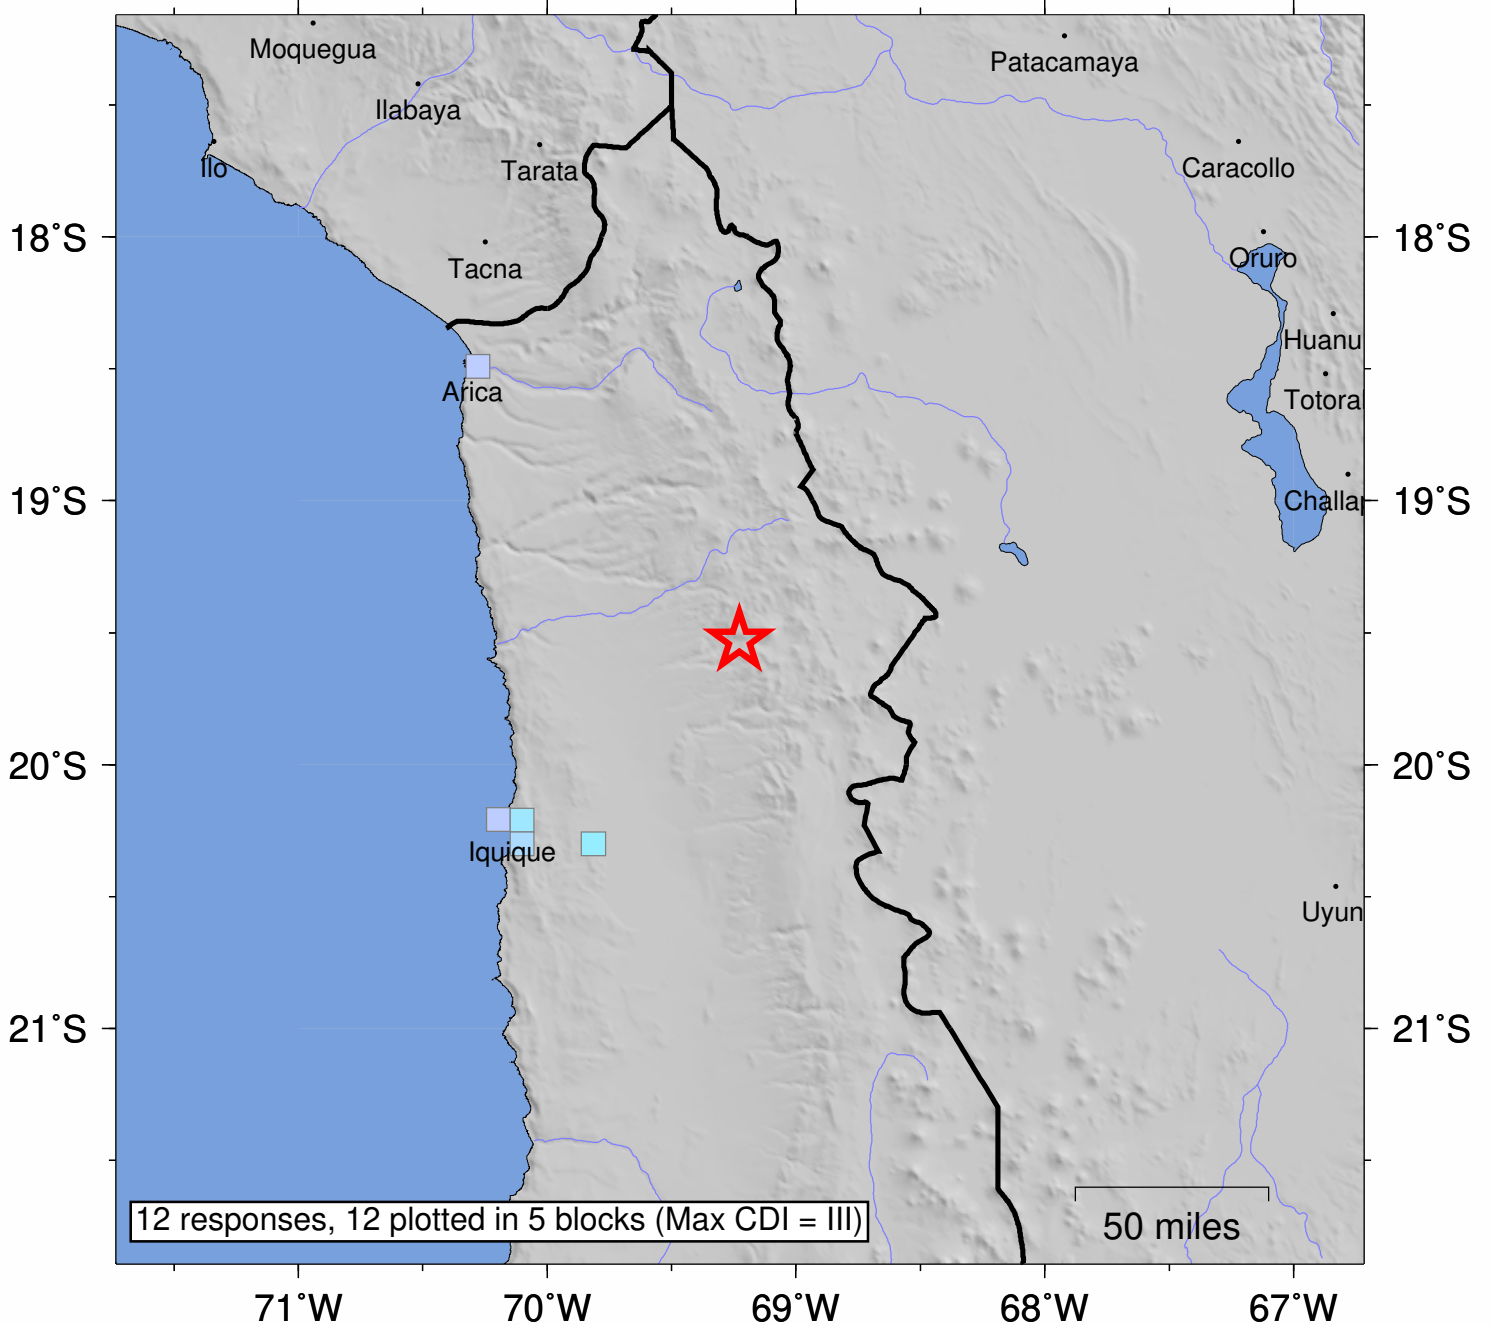 Moquegua
Patacamaya
Ilabaya
Ilo
Tarata
Caracollo
18°S
18°S
Tacna
Oruro
Huanu
Arica
Totoral
19°S
Challap
19°S
20°S
20°S
Iquique
Uyun
21°S
21°S
12 responses, 12 plotted in 5 blocks (Max CDI = III)
50 miles
71°W
70°W
69°W
68°W
67°W